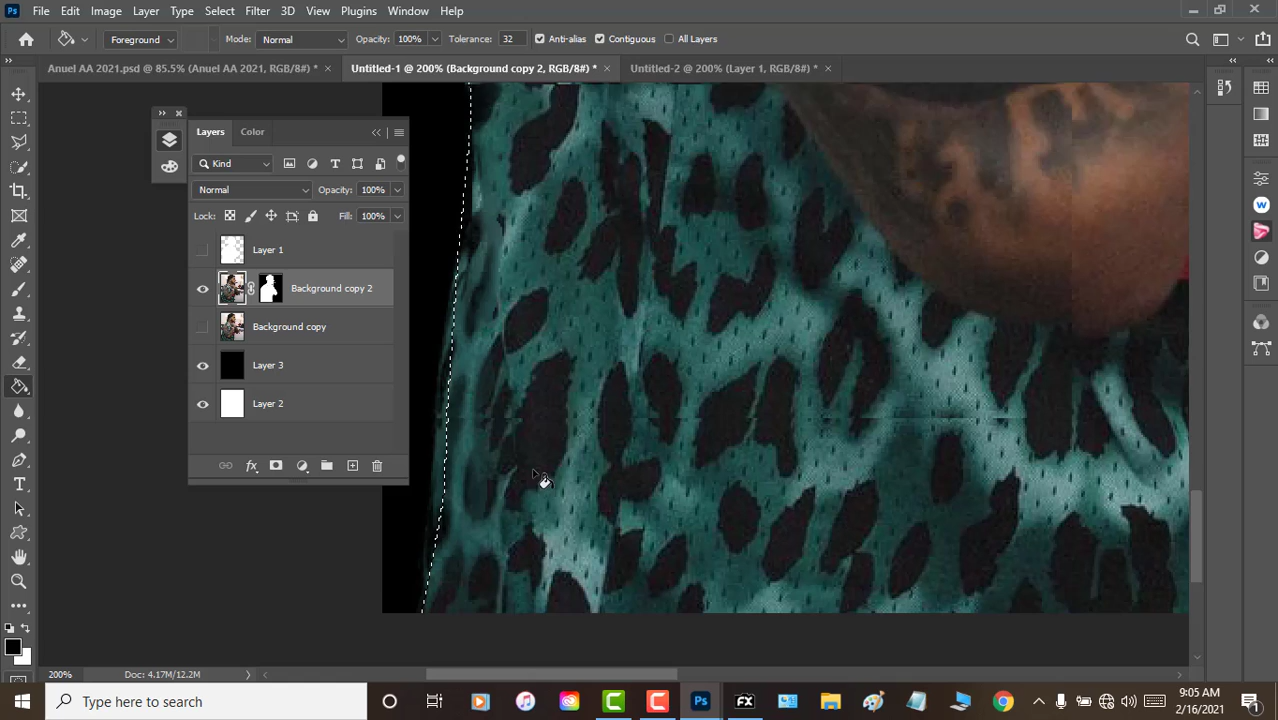 Ps File Edit Image Layer Type Select Filter 3D View Plugins Window Help
Foreground Mode: Normal Opacity: 100% Tolerance: 32 Anti-alias Contiguous All Layers
Anuel AA 2021.psd @ 85.5% (Anuel AA 2021, RGB/8#) * × Untitled-1 @ 200% (Background copy 2, RGB/8#) * × Untitled-2 @ 200% (Layer 1, RGB/8#) * ×
Layers Color
Kind
Normal Opacity: 100%
Lock: Fill: 100%
Layer 1
Background copy 2
Background copy
Layer 3
Layer 2
fx
200% Doc: 4.17M/12.2M
Type here to search
Ps FX
9:05 AM
2/16/2021